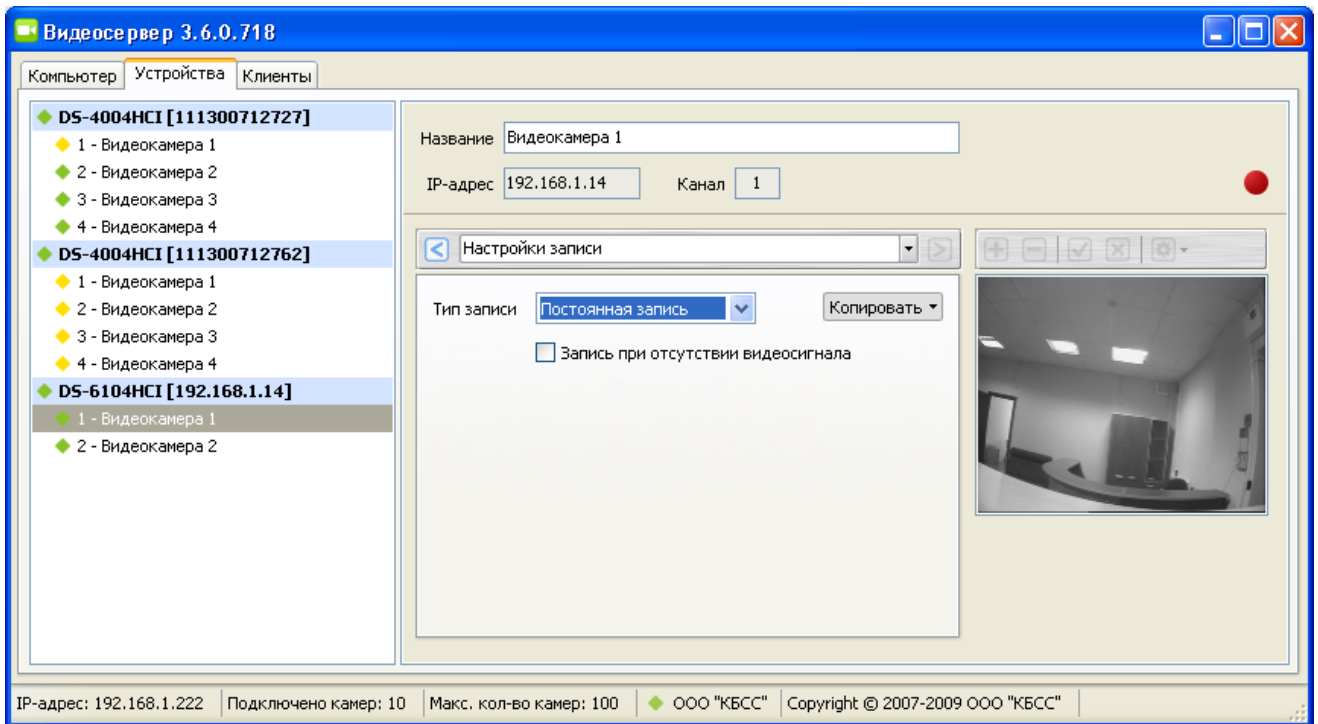 Видеосервер 3.6.0.718
Компьютер Устройства Клиенты
DS-4004HCI [111300712727]
1 - Видеокамера 1
2 - Видеокамера 2
3 - Видеокамера 3
4 - Видеокамера 4
DS-4004HCI [111300712762]
1 - Видеокамера 1
2 - Видеокамера 2
3 - Видеокамера 3
4 - Видеокамера 4
DS-6104HCI [192.168.1.14]
1 - Видеокамера 1
2 - Видеокамера 2
Название Видеокамера 1
IP-адрес 192.168.1.14 Канал 1
Настройки записи
Тип записи Постоянная запись Копировать
Запись при отсутствии видеосигнала
IP-адрес: 192.168.1.222 Подключено камер: 10 Макс. кол-во камер: 100 ООО "КБСС" Copyright © 2007-2009 ООО "КБСС"